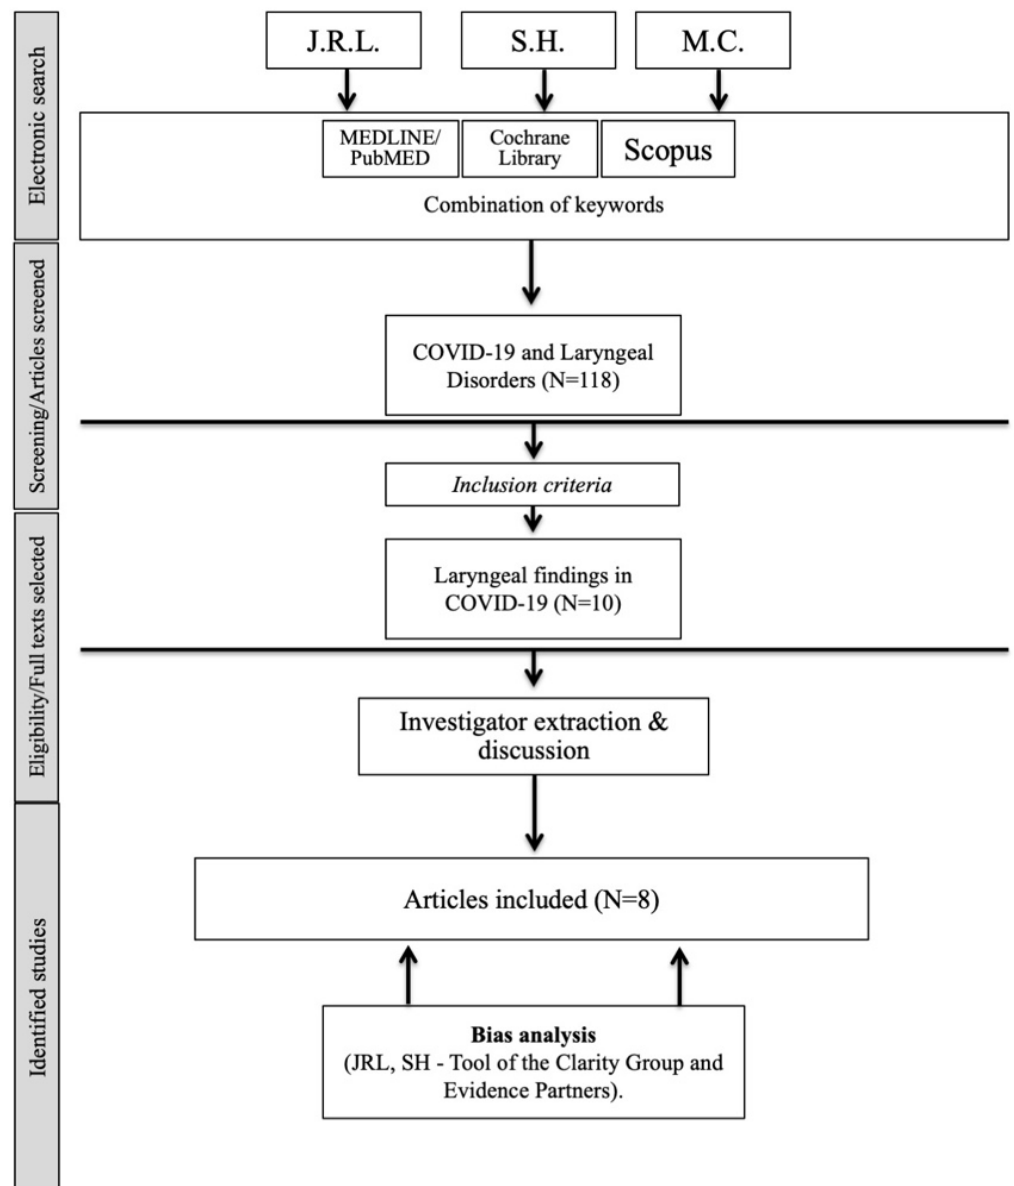 J.R.L.
S.H.
M.C.
Electronic search
MEDLINE/
PubMED
Cochrane
Library
Scopus
Combination of keywords
Screening/Articles screened
COVID-19 and Laryngeal
Disorders (N=118)
Inclusion criteria
Eligibility/Full texts selected
Laryngeal findings in
COVID-19 (N=10)
Investigator extraction &
discussion
Identified studies
Articles included (N=8)
Bias analysis
(JRL, SH - Tool of the Clarity Group and
Evidence Partners).